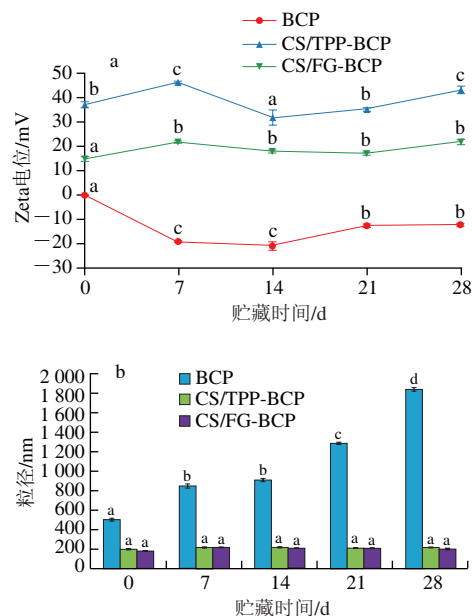 BCP
CS/TPP-BCP
CS/FG-BCP
a
50
40
30
20
10
0
－10
－20
－30
Zeta电位/mV
b c a b c
a b b b b
a c c b b
0 7 14 21 28
贮藏时间/d
b
BCP
CS/TPP-BCP
CS/FG-BCP
2 000
1 800
1 600
1 400
1 200
1 000
800
600
400
200
粒径/nm
a a a
b a a
b a a
c a a
d a a
0 7 14 21 28
贮藏时间/d